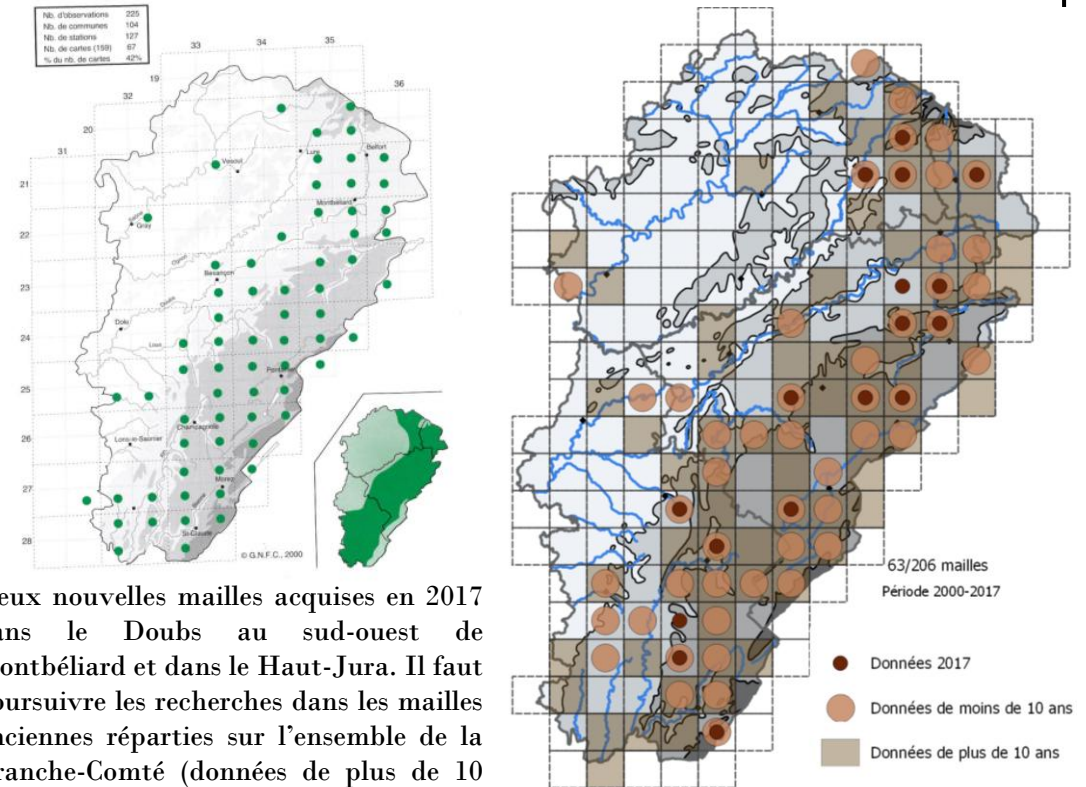 Nb. d'observations 225
Nb. de communes 104
Nb. de stations 127
Nb. de cartes (159) 67
% du nb. de cartes 42%
33
34
35
36
19
32
20
31
21
22
23
24
25
26
27
28
Vesoul
Lure
Belfort
Montbéliard
Saône
Gray
Ognon
Besançon
Doubs
Dole
Loue
Champagnole
Lons-le-Saunier
Morez
St-Claude
© G.N.F.C., 2000
eux nouvelles mailles acquises en 2017
ans le Doubs au sud-ouest de
ontbéliard et dans le Haut-Jura. Il faut
oursuivre les recherches dans les mailles
nciennes réparties sur l'ensemble de la
ranche-Comté (données de plus de 10
63/206 mailles
Période 2000-2017
Données 2017
Données de moins de 10 ans
Données de plus de 10 ans